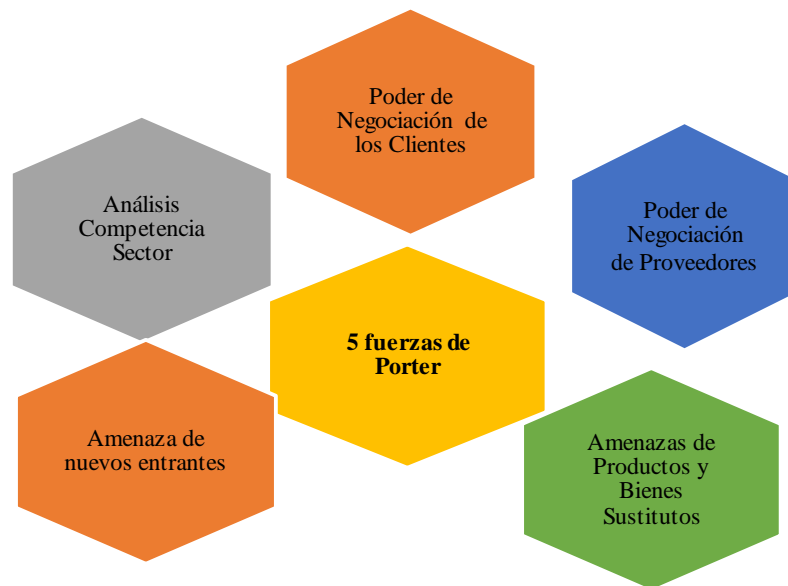 Poder de
Negociación de
los Clientes
Análisis
Competencia
Sector
Poder de
Negociación
de Proveedores
5 fuerzas de
Porter
Amenaza de
nuevos entrantes
Amenazas de
Productos y
Bienes
Sustitutos